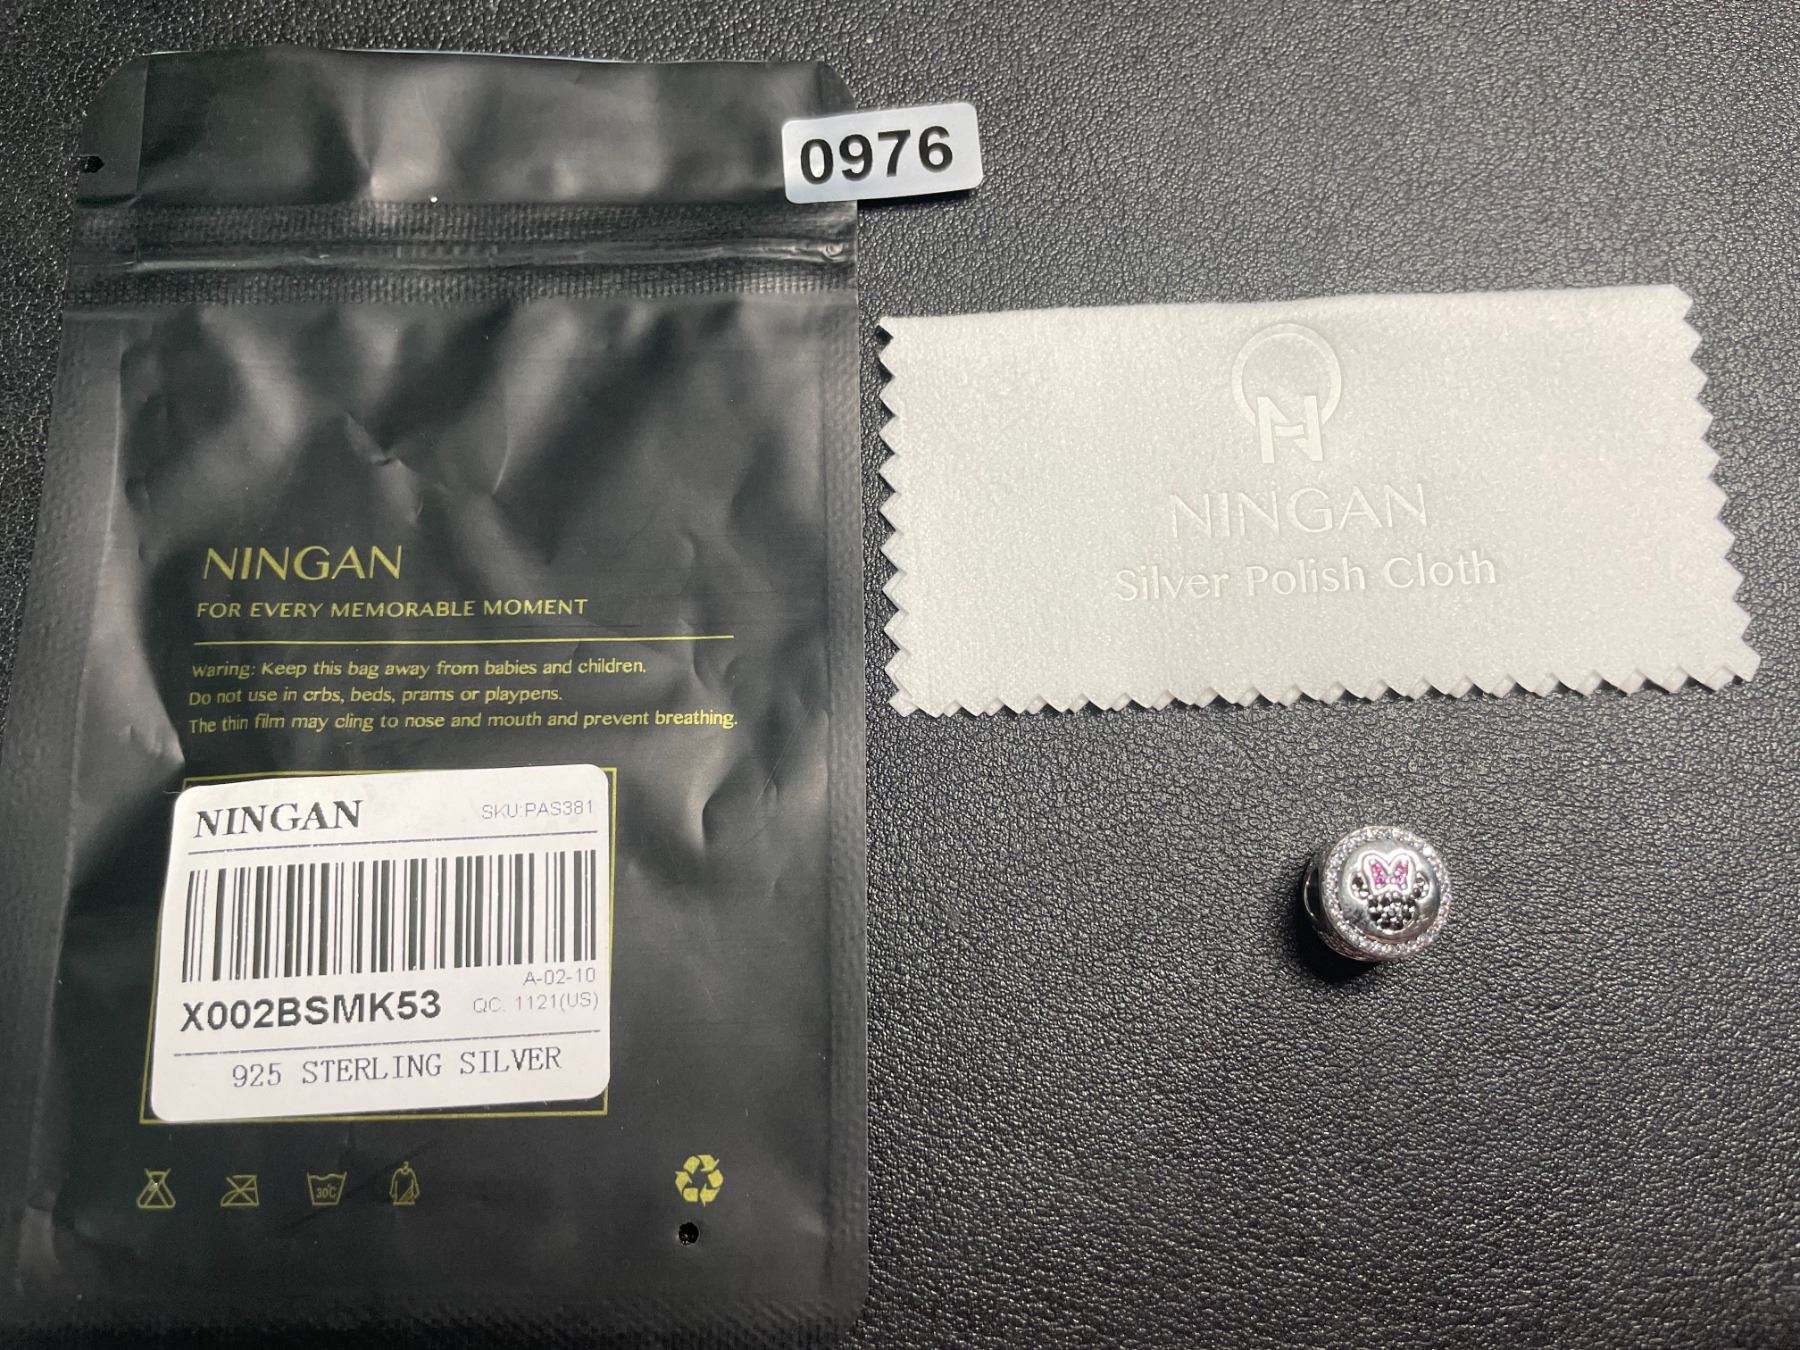 0976
NINGAN
FOR EVERY MEMORABLE MOMENT
Waring: Keep this bag away from babies and children.
Do not use in crbs, beds, prams or playpens.
The thin film may cling to nose and mouth and prevent breathing.
NINGAN SKU:PAS381
A-02-10
X002BSMK53 QC. 1121(US)
925 STERLING SILVER
30℃
N
NINGAN
Silver Polish Cloth